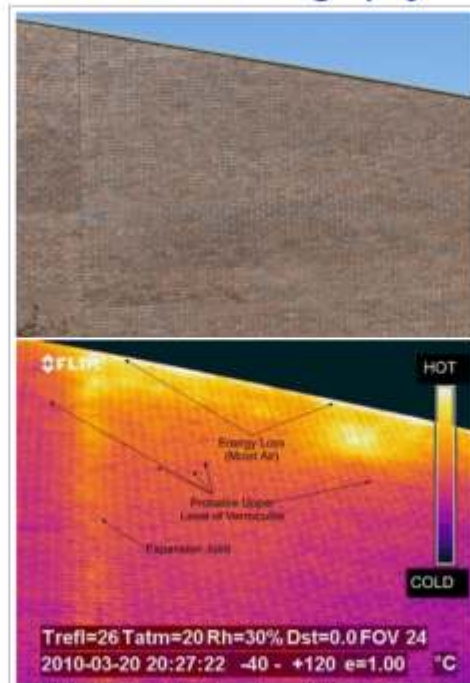 FLIR
HOT
Energy Loss
(Moist Air)
Probable Upper
Level of Vermiculite
Expansion Joint
COLD
Trefl=26 Tatm=20 Rh=30% Dst=0.0 FOV 24
2010-03-20 20:27:22 -40 - +120 e=1.00 °C